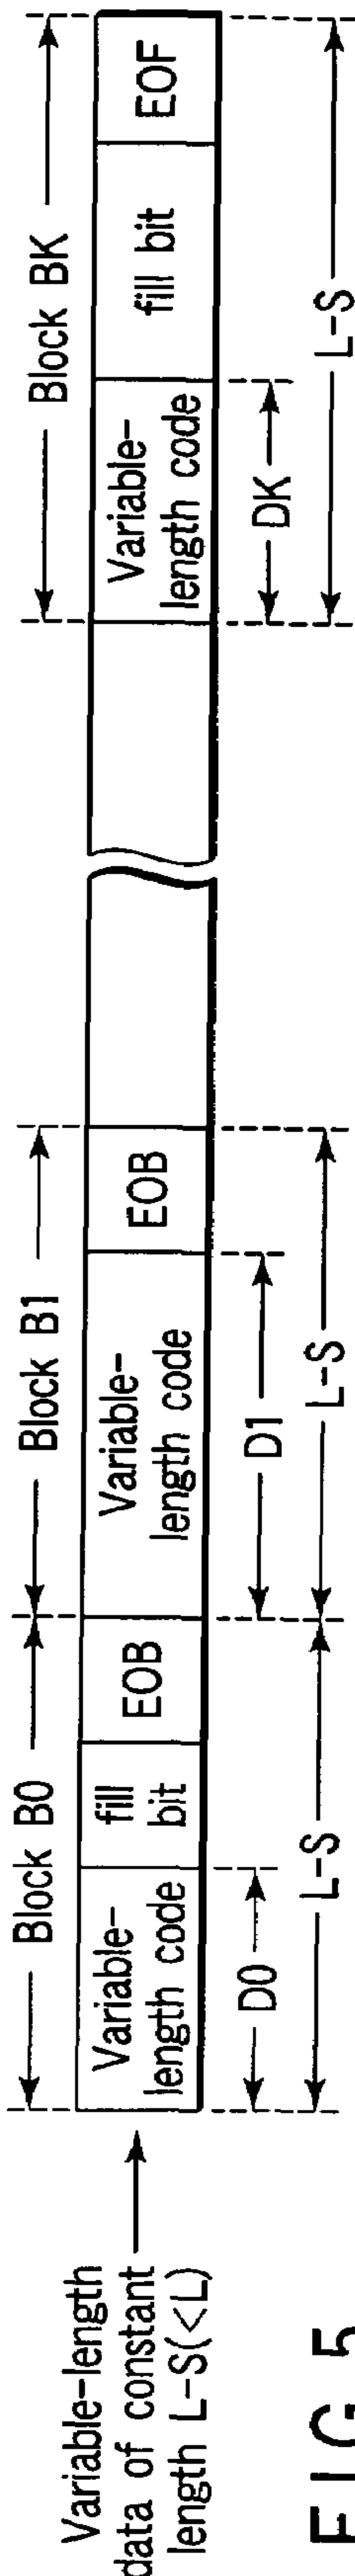 Block B0
Block B1
Block BK
Variable-length
data of constant
length L-S(<L)
Variable-
length code
fill
bit
EOB
Variable-
length code
EOB
Variable-
length code
fill bit
EOF
D0
D1
DK
L-S
L-S
L-S
FIG. 5